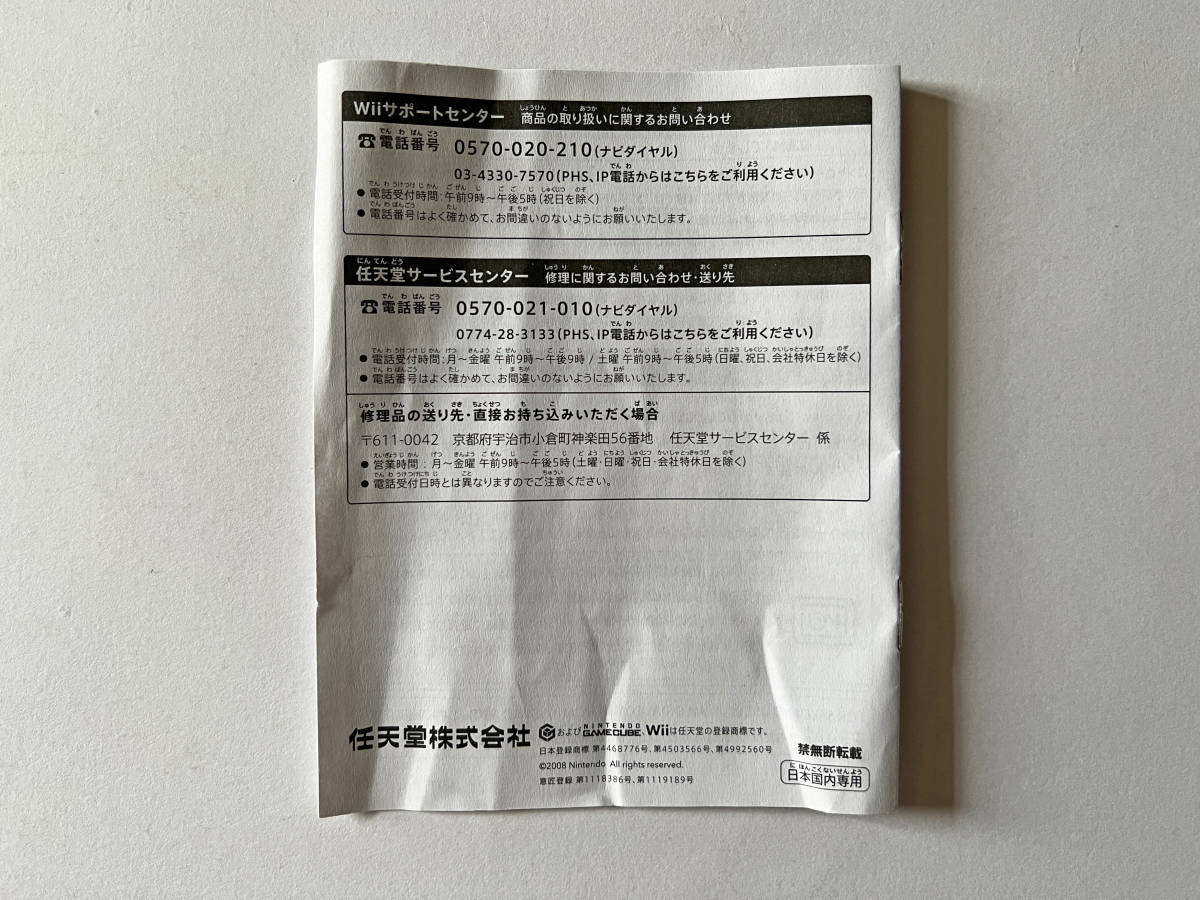 Wiiサポートセンター 商品の取り扱いに関するお問い合わせ
☎電話番号 0570-020-210(ナビダイヤル)
03-4330-7570(PHS、IP電話からはこちらをご利用ください)
● 電話受付時間:午前9時～午後5時(祝日を除く)
● 電話番号はよく確かめて、お間違いのないようにお願いいたします。
任天堂サービスセンター 修理に関するお問い合わせ・送り先
☎電話番号 0570-021-010(ナビダイヤル)
0774-28-3133(PHS、IP電話からはこちらをご利用ください)
● 電話受付時間:月～金曜 午前9時～午後9時 / 土曜 午前9時～午後5時(日曜、祝日、会社特休日を除く)
● 電話番号はよく確かめて、お間違いのないようにお願いいたします。
修理品の送り先・直接お持ち込みいただく場合
〒611-0042 京都府宇治市小倉町神楽田56番地 任天堂サービスセンター 係
● 営業時間 : 月～金曜 午前9時～午後5時(土曜・日曜・祝日・会社特休日を除く)
● 電話受付日時とは異なりますのでご注意ください。
任天堂株式会社 および NINTENDO GAMECUBE、Wiiは任天堂の登録商標です。
日本登録商標 第4468776号、第4503566号、第4992560号
©2008 Nintendo All rights reserved.
意匠登録 第1118386号、第1119189号
禁無断転載
日本国内専用